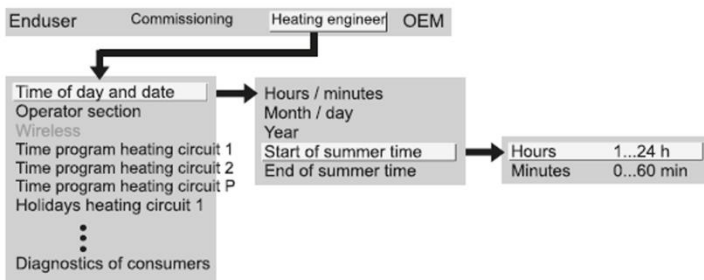 Enduser Commissioning Heating engineer OEM
Time of day and date
Operator section
Wireless
Time program heating circuit 1
Time program heating circuit 2
Time program heating circuit P
Holidays heating circuit 1
Diagnostics of consumers
Hours / minutes
Month / day
Year
Start of summer time
End of summer time
Hours 1...24 h
Minutes 0...60 min